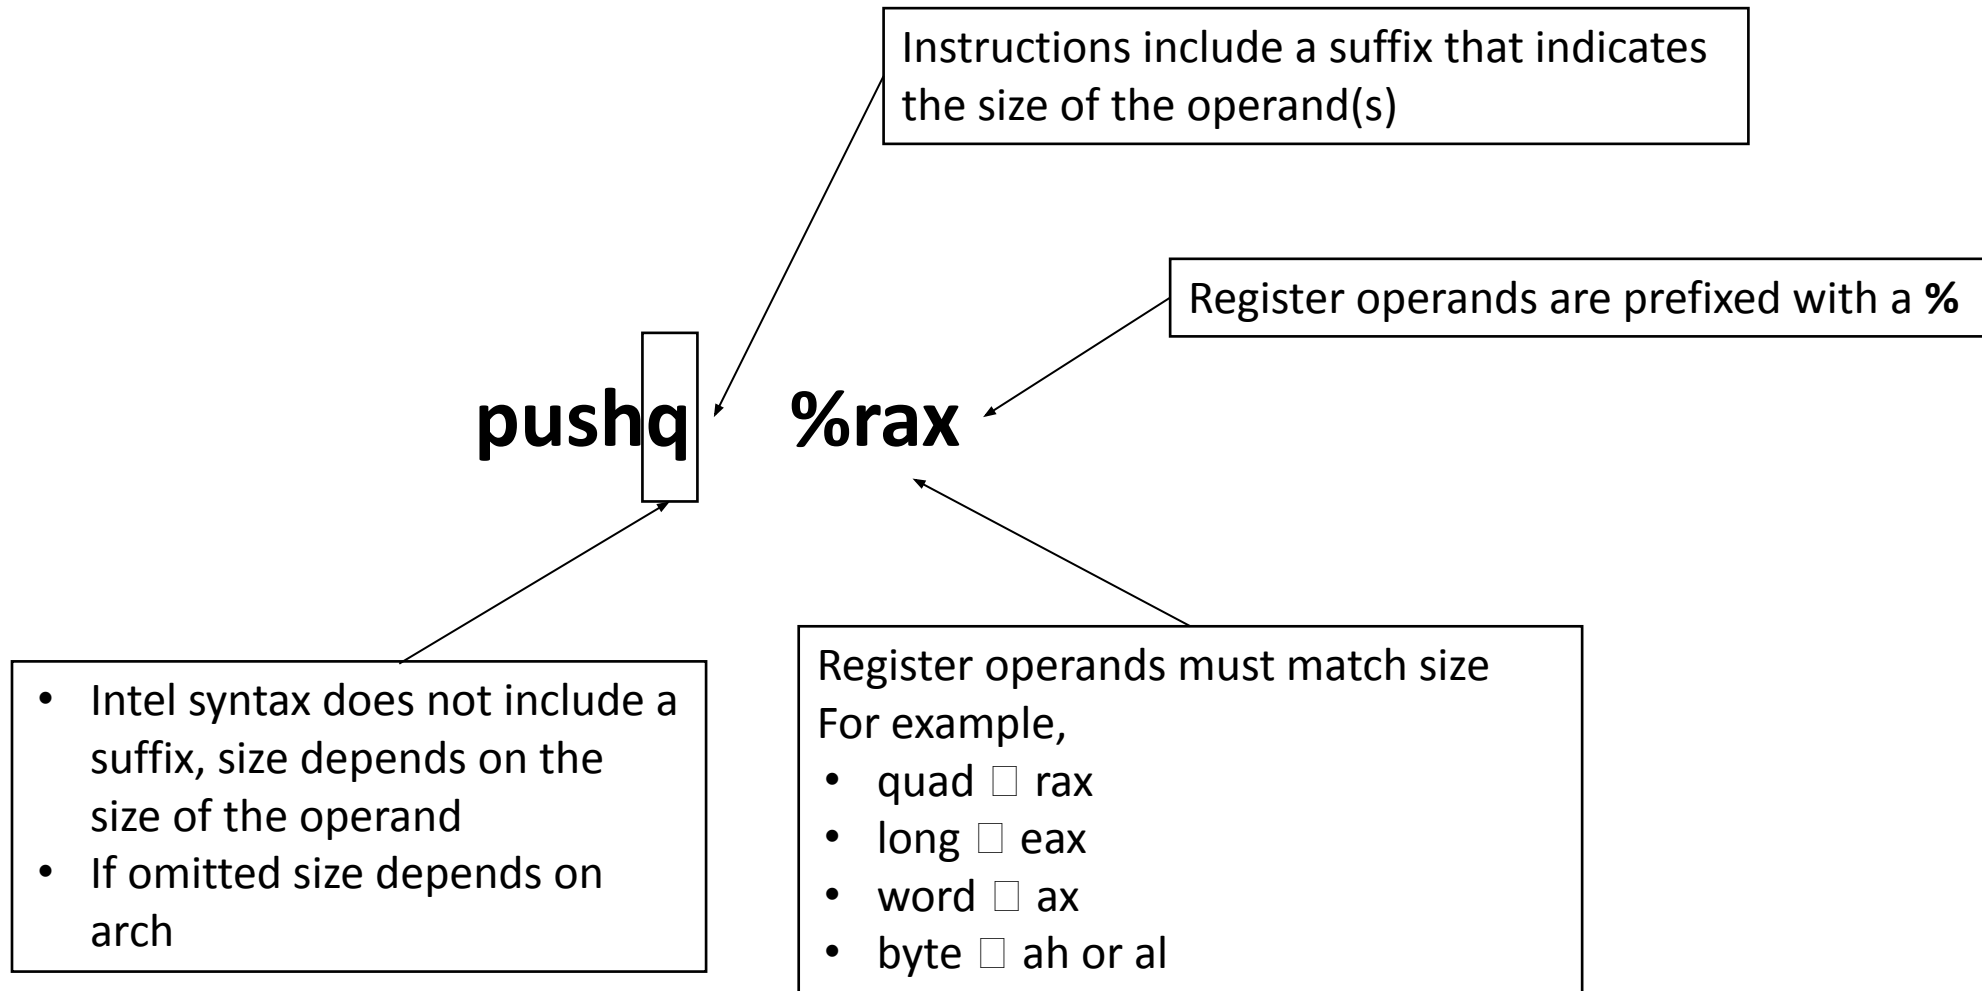 Instructions include a suffix that indicates
the size of the operand(s)
Register operands are prefixed with a %
pushq %rax
• Intel syntax does not include a
suffix, size depends on the
size of the operand
• If omitted size depends on
arch
Register operands must match size
For example,
• quad □ rax
• long □ eax
• word □ ax
• byte □ ah or al